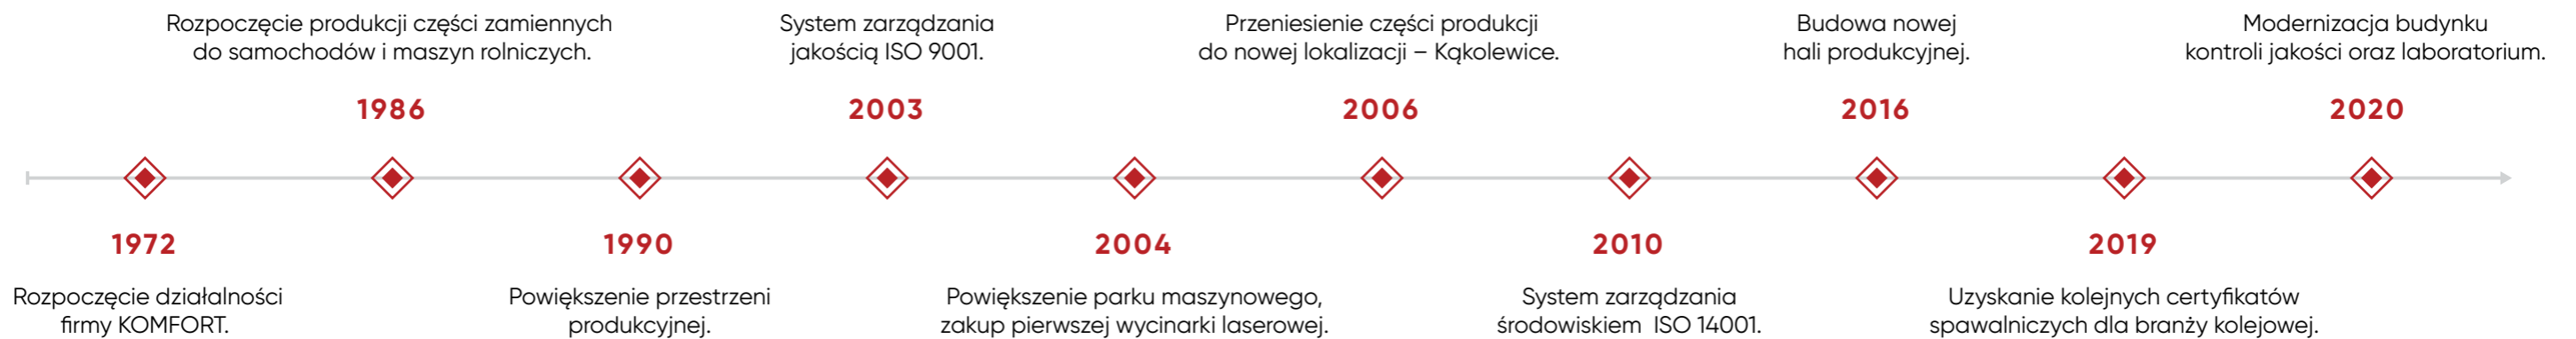 Rozpoczęcie produkcji części zamiennych
do samochodów i maszyn rolniczych.
1986
System zarządzania
jakością ISO 9001.
2003
Przeniesienie części produkcji
do nowej lokalizacji – Kąkolewice.
2006
Budowa nowej
hali produkcyjnej.
2016
Modernizacja budynku
kontroli jakości oraz laboratorium.
2020
1972
Rozpoczęcie działalności
firmy KOMFORT.
1990
Powiększenie przestrzeni
produkcyjnej.
2004
Powiększenie parku maszynowego,
zakup pierwszej wycinarki laserowej.
2010
System zarządzania
środowiskiem ISO 14001.
2019
Uzyskanie kolejnych certyfikatów
spawalniczych dla branży kolejowej.